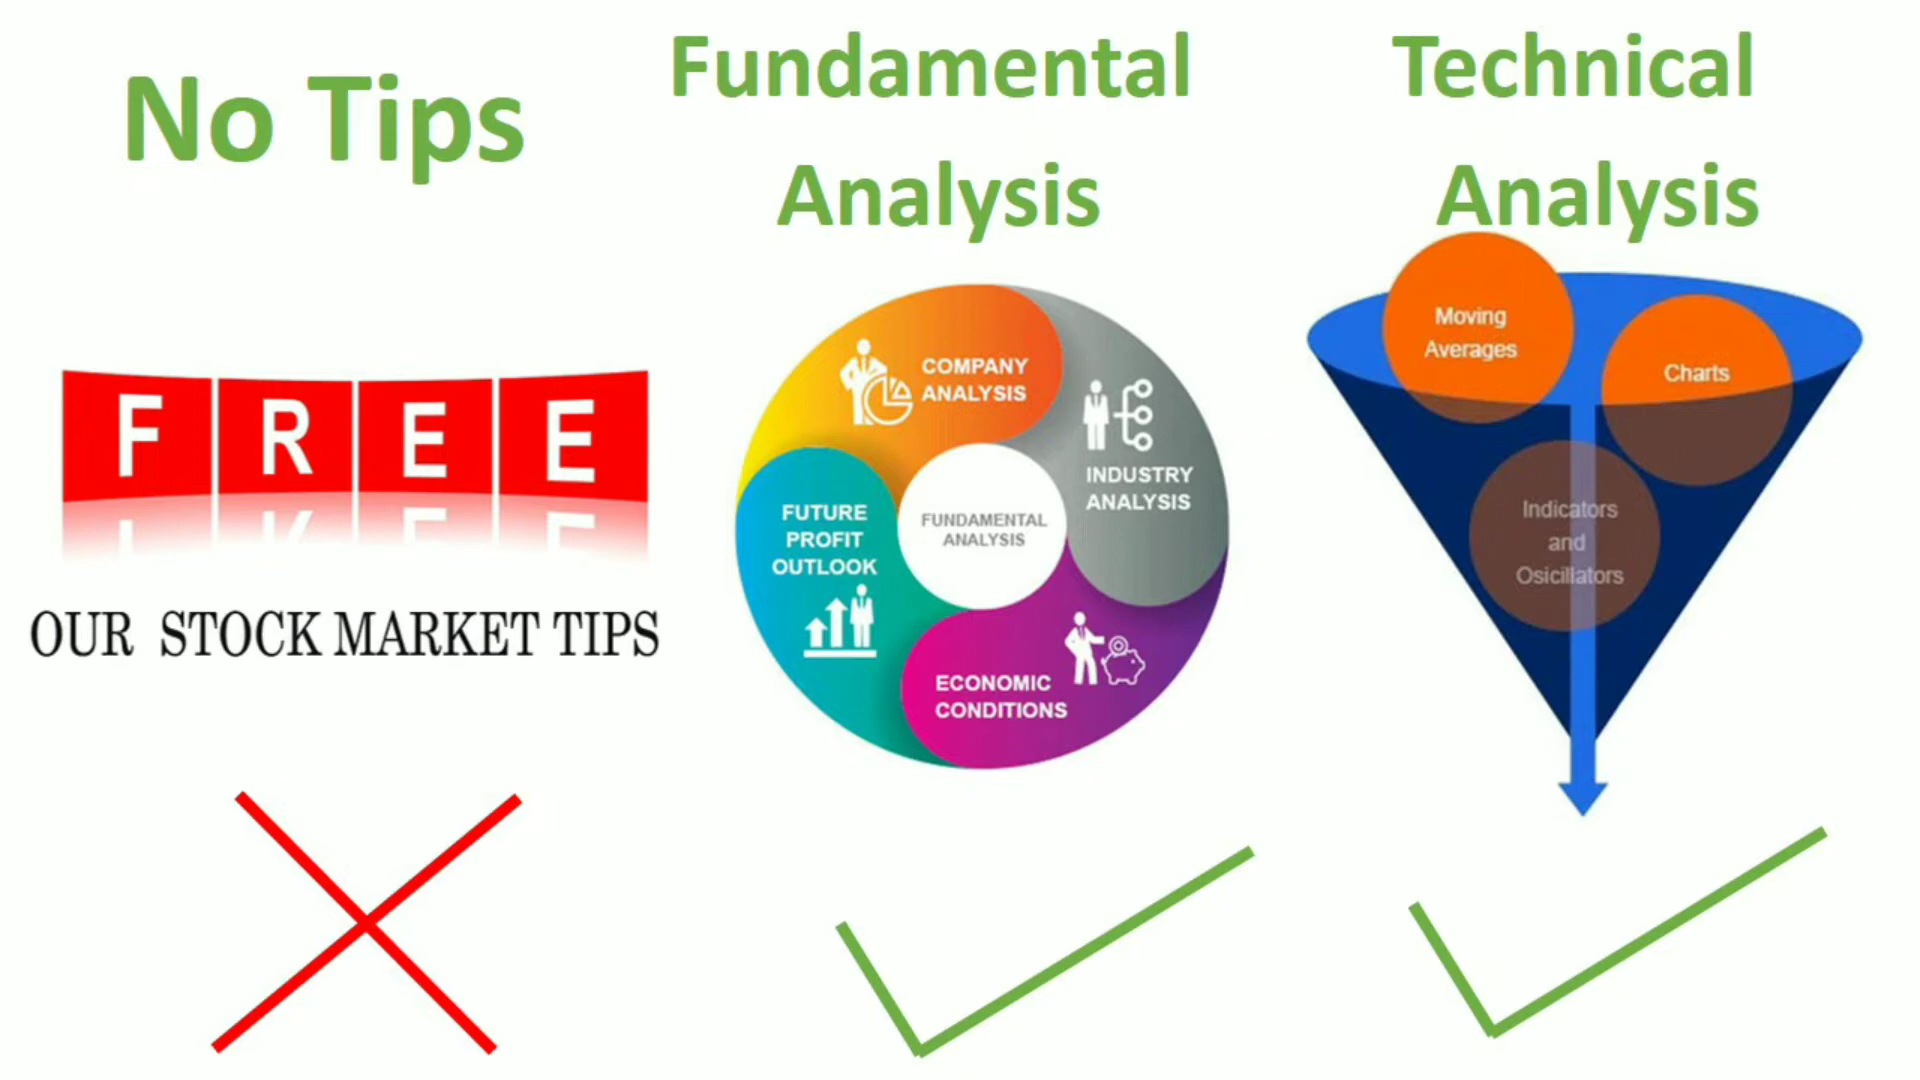 No Tips
FREE
OUR STOCK MARKET TIPS
Fundamental
Analysis
COMPANY
ANALYSIS
INDUSTRY
ANALYSIS
FUTURE
PROFIT
OUTLOOK
FUNDAMENTAL
ANALYSIS
ECONOMIC
CONDITIONS
Technical
Analysis
Moving
Averages
Charts
Indicators
and
Osicillators